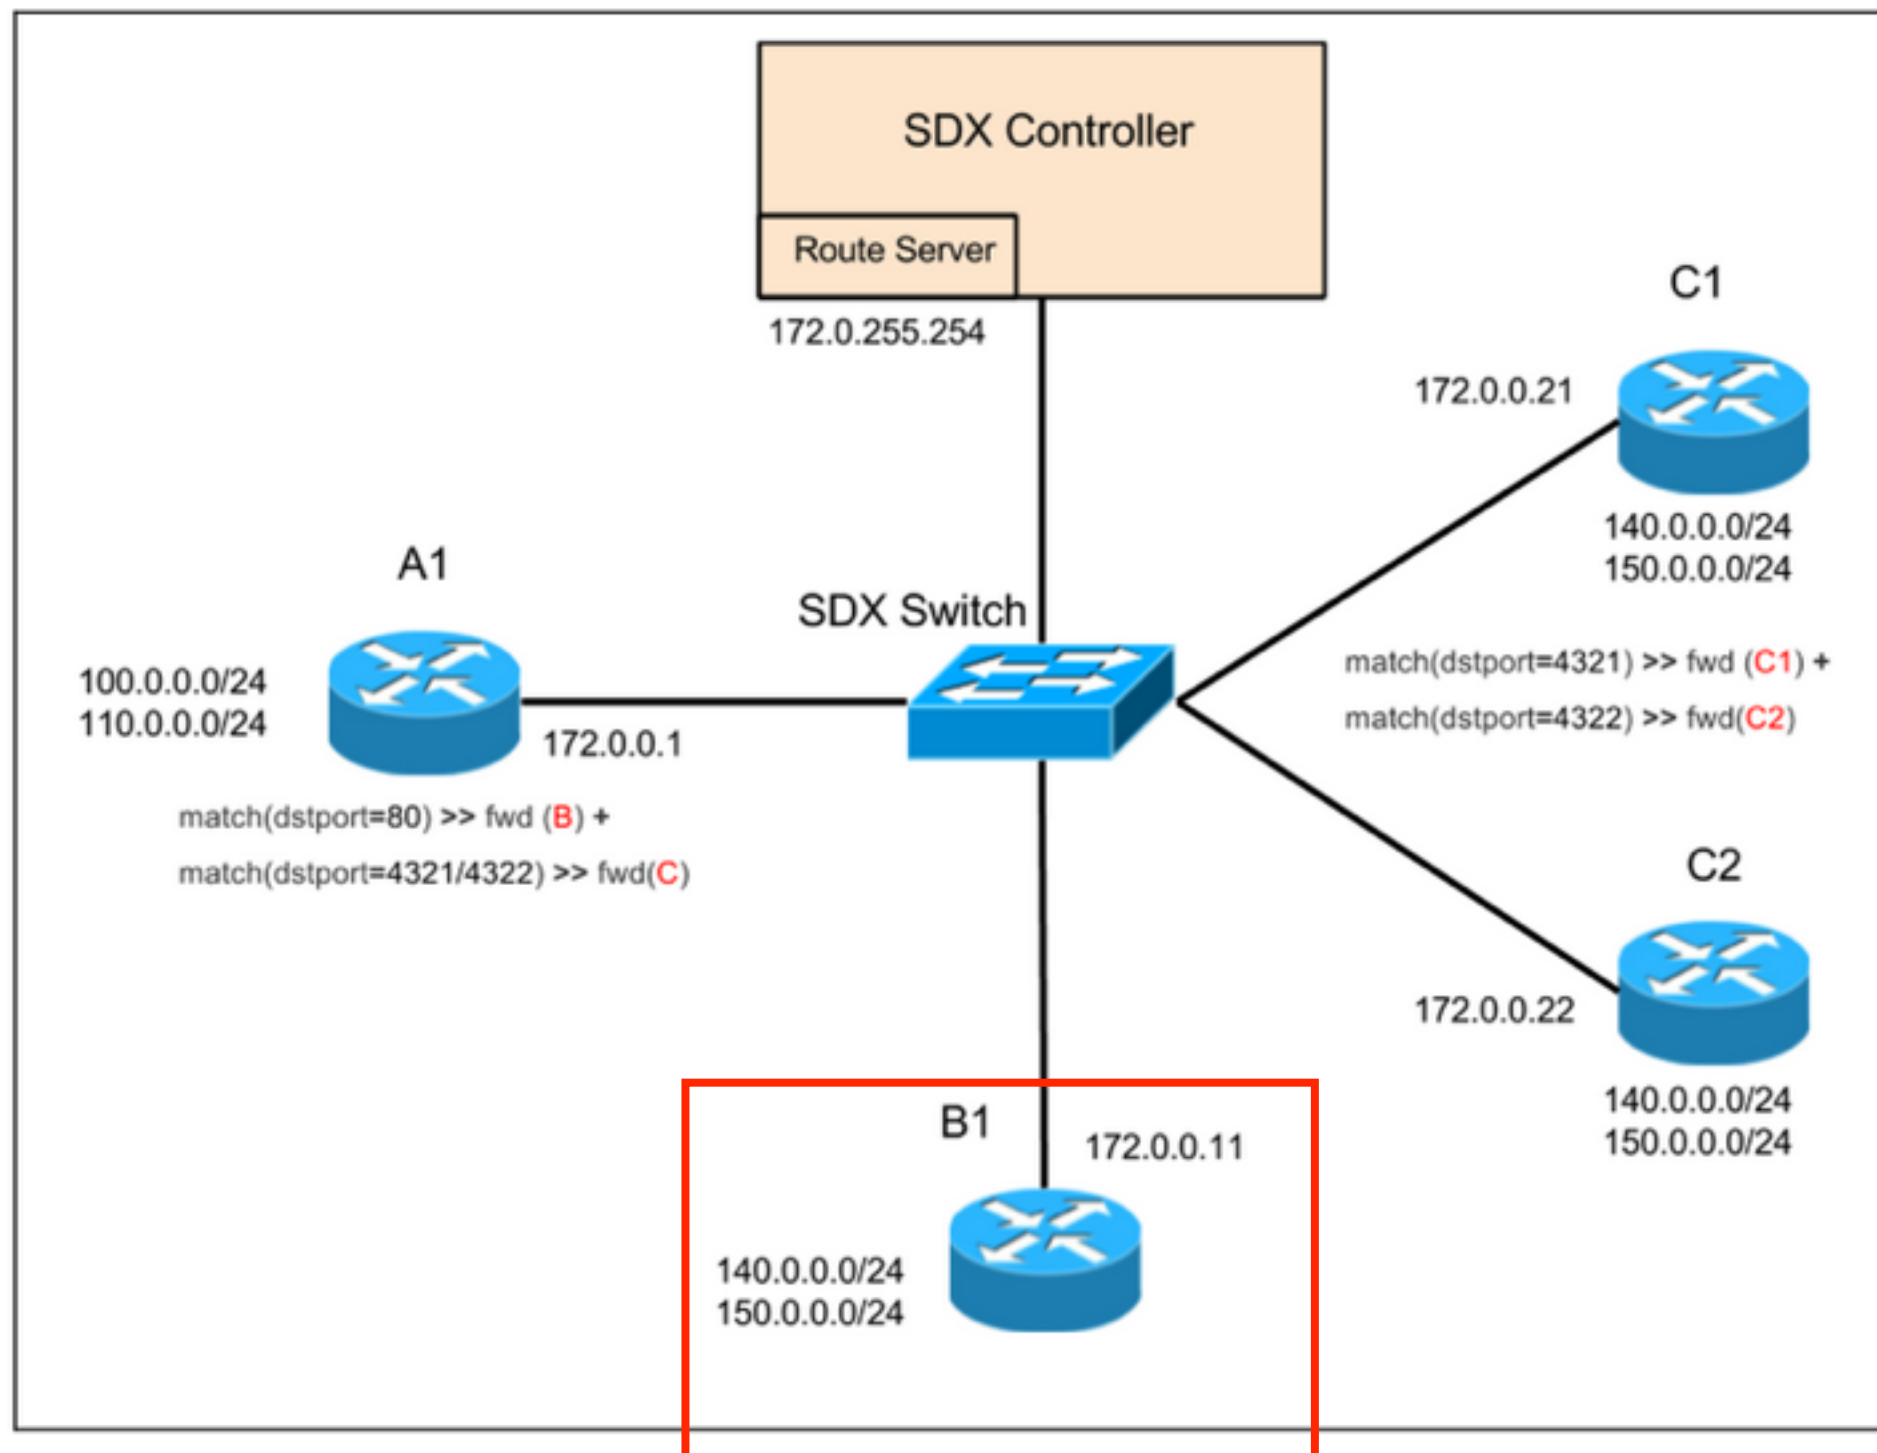 SDX Controller
Route Server
172.0.255.254
C1
172.0.0.21
140.0.0.0/24
150.0.0.0/24
A1
SDX Switch
100.0.0.0/24
110.0.0.0/24
172.0.0.1
match(dstport=4321) >> fwd (C1) +
match(dstport=4322) >> fwd(C2)
match(dstport=80) >> fwd (B) +
match(dstport=4321/4322) >> fwd(C)
C2
172.0.0.22
140.0.0.0/24
150.0.0.0/24
B1
172.0.0.11
140.0.0.0/24
150.0.0.0/24